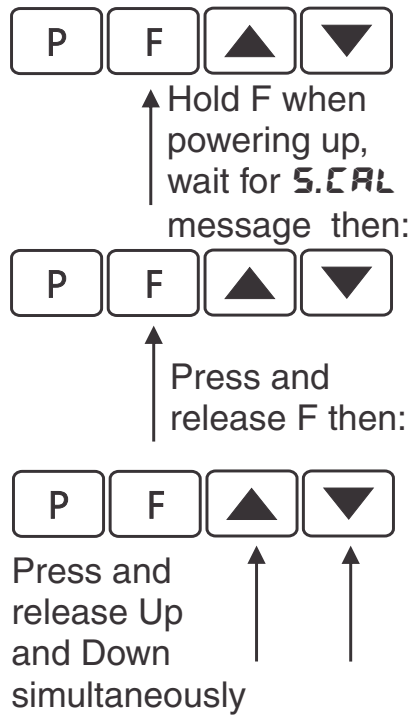 P F ▲ ▼
Hold F when
powering up,
wait for S.CAL
message then:
P F ▲ ▼
Press and
release F then:
P F ▲ ▼
Press and
release Up
and Down
simultaneously